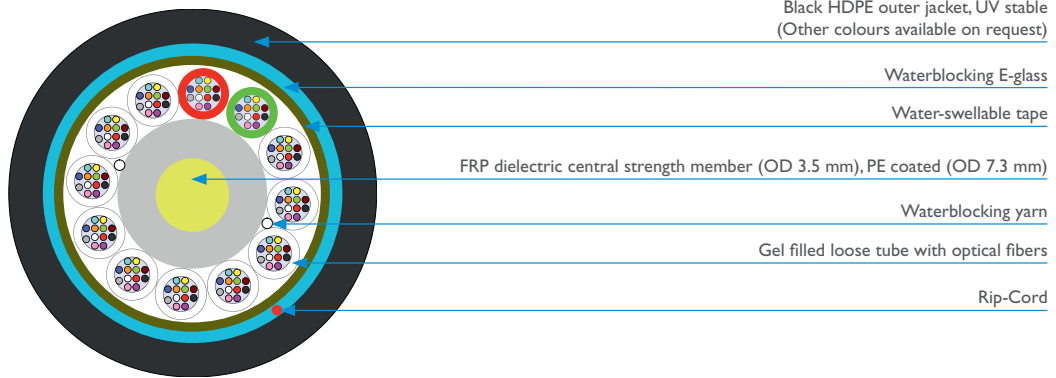 Black HDPE outer jacket, UV stable
(Other colours available on request)
Waterblocking E-glass
Water-swellable tape
FRP dielectric central strength member (OD 3.5 mm), PE coated (OD 7.3 mm)
Waterblocking yarn
Gel filled loose tube with optical fibers
Rip-Cord